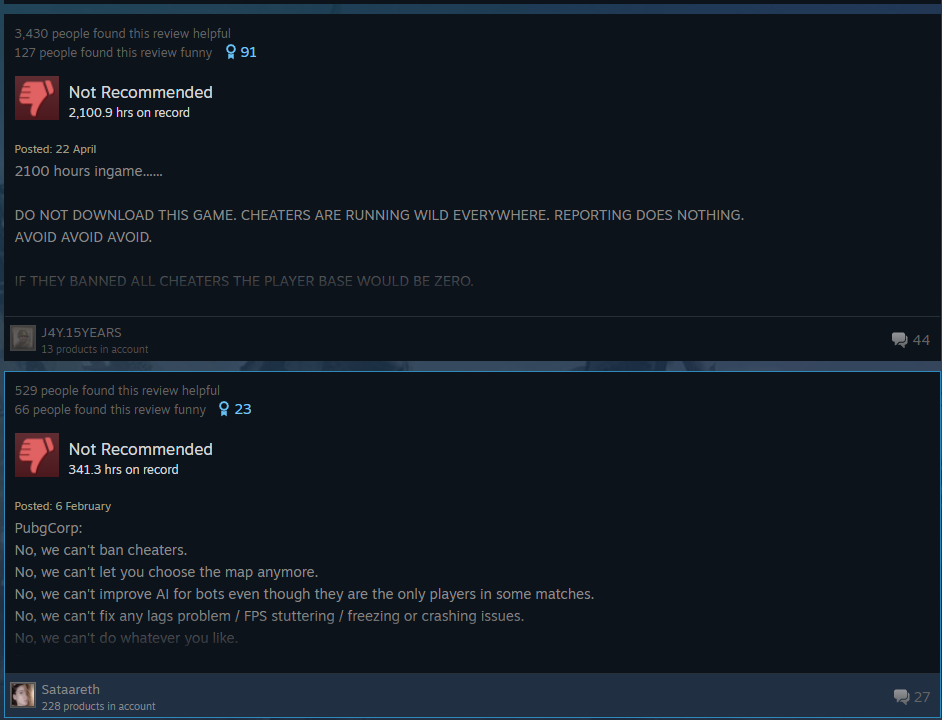 3,430 people found this review helpful
127 people found this review funny 91
Not Recommended
2,100.9 hrs on record
Posted: 22 April
2100 hours ingame......
DO NOT DOWNLOAD THIS GAME. CHEATERS ARE RUNNING WILD EVERYWHERE. REPORTING DOES NOTHING.
AVOID AVOID AVOID.
IF THEY BANNED ALL CHEATERS THE PLAYER BASE WOULD BE ZERO.
J4Y.15YEARS
13 products in account
44
529 people found this review helpful
66 people found this review funny 23
Not Recommended
341.3 hrs on record
Posted: 6 February
PubgCorp:
No, we can't ban cheaters.
No, we can't let you choose the map anymore.
No, we can't improve AI for bots even though they are the only players in some matches.
No, we can't fix any lags problem / FPS stuttering / freezing or crashing issues.
No, we can't do whatever you like.
Sataareth
228 products in account
27